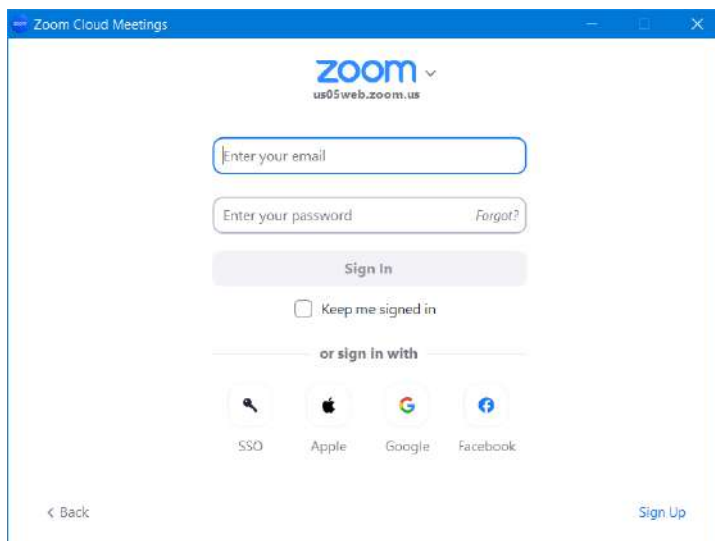 Zoom Cloud Meetings
zoom
us05web.zoom.us
Enter your email
Enter your password Forgot?
Sign In
Keep me signed in
or sign in with
SSO Apple Google Facebook
< Back Sign Up